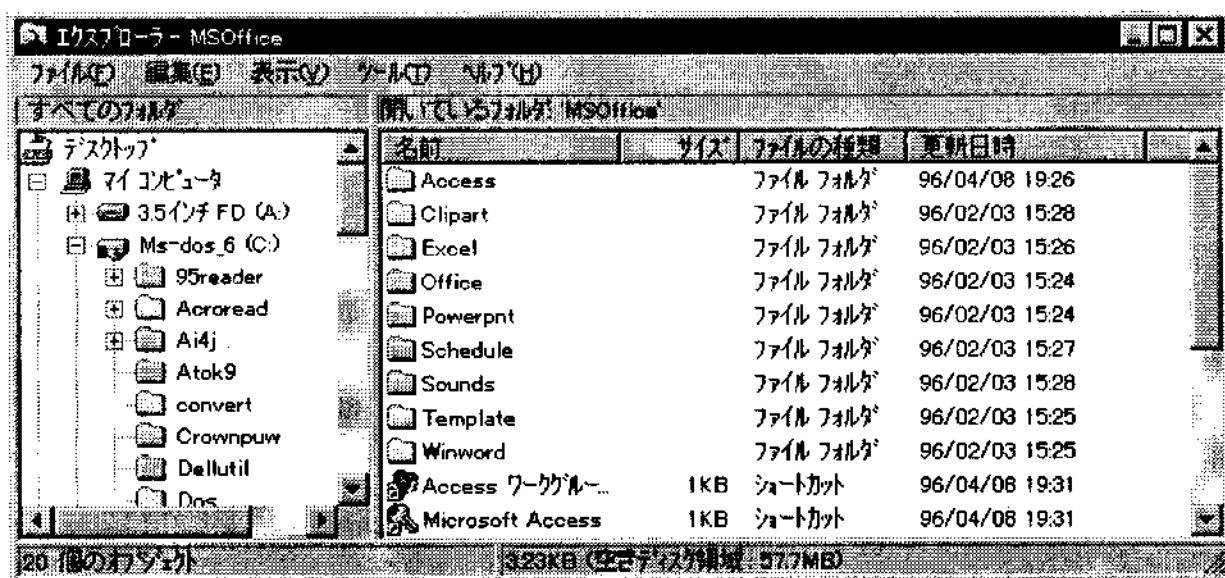 ｴｸｽﾌﾟﾛｰﾗ - MSOffice
ﾌｧｲﾙ(F) 編集(E) 表示(V) ﾂｰﾙ(T) ﾍﾙﾌﾟ(H)
すべてのﾌｫﾙﾀﾞ
開いているﾌｫﾙﾀﾞ: MSOffice
ﾃﾞｽｸﾄｯﾌﾟ
ﾏｲ ｺﾝﾋﾟｭｰﾀ
3.5ｲﾝﾁ FD (A:)
Ms-dos_6 (C:)
95reader
Acroread
Ai4j
Atok9
convert
Crownpuw
Dellutil
Dos
名前 ｻｲｽﾞ ﾌｧｲﾙの種類 更新日時
Access ﾌｧｲﾙ ﾌｫﾙﾀﾞ 96/04/08 19:26
Clipart ﾌｧｲﾙ ﾌｫﾙﾀﾞ 96/02/03 15:28
Excel ﾌｧｲﾙ ﾌｫﾙﾀﾞ 96/02/03 15:26
Office ﾌｧｲﾙ ﾌｫﾙﾀﾞ 96/02/03 15:24
Powerpnt ﾌｧｲﾙ ﾌｫﾙﾀﾞ 96/02/03 15:24
Schedule ﾌｧｲﾙ ﾌｫﾙﾀﾞ 96/02/03 15:27
Sounds ﾌｧｲﾙ ﾌｫﾙﾀﾞ 96/02/03 15:28
Template ﾌｧｲﾙ ﾌｫﾙﾀﾞ 96/02/03 15:25
Winword ﾌｧｲﾙ ﾌｫﾙﾀﾞ 96/02/03 15:25
Access ﾜｰｸｸﾞﾙｰ... 1KB ｼｮｰﾄｶｯﾄ 96/04/08 19:31
Microsoft Access 1KB ｼｮｰﾄｶｯﾄ 96/04/08 19:31
20 個のｵﾌﾞｼﾞｪｸﾄ
3.23KB (空きﾃﾞｨｽｸ領域: 57.7MB)